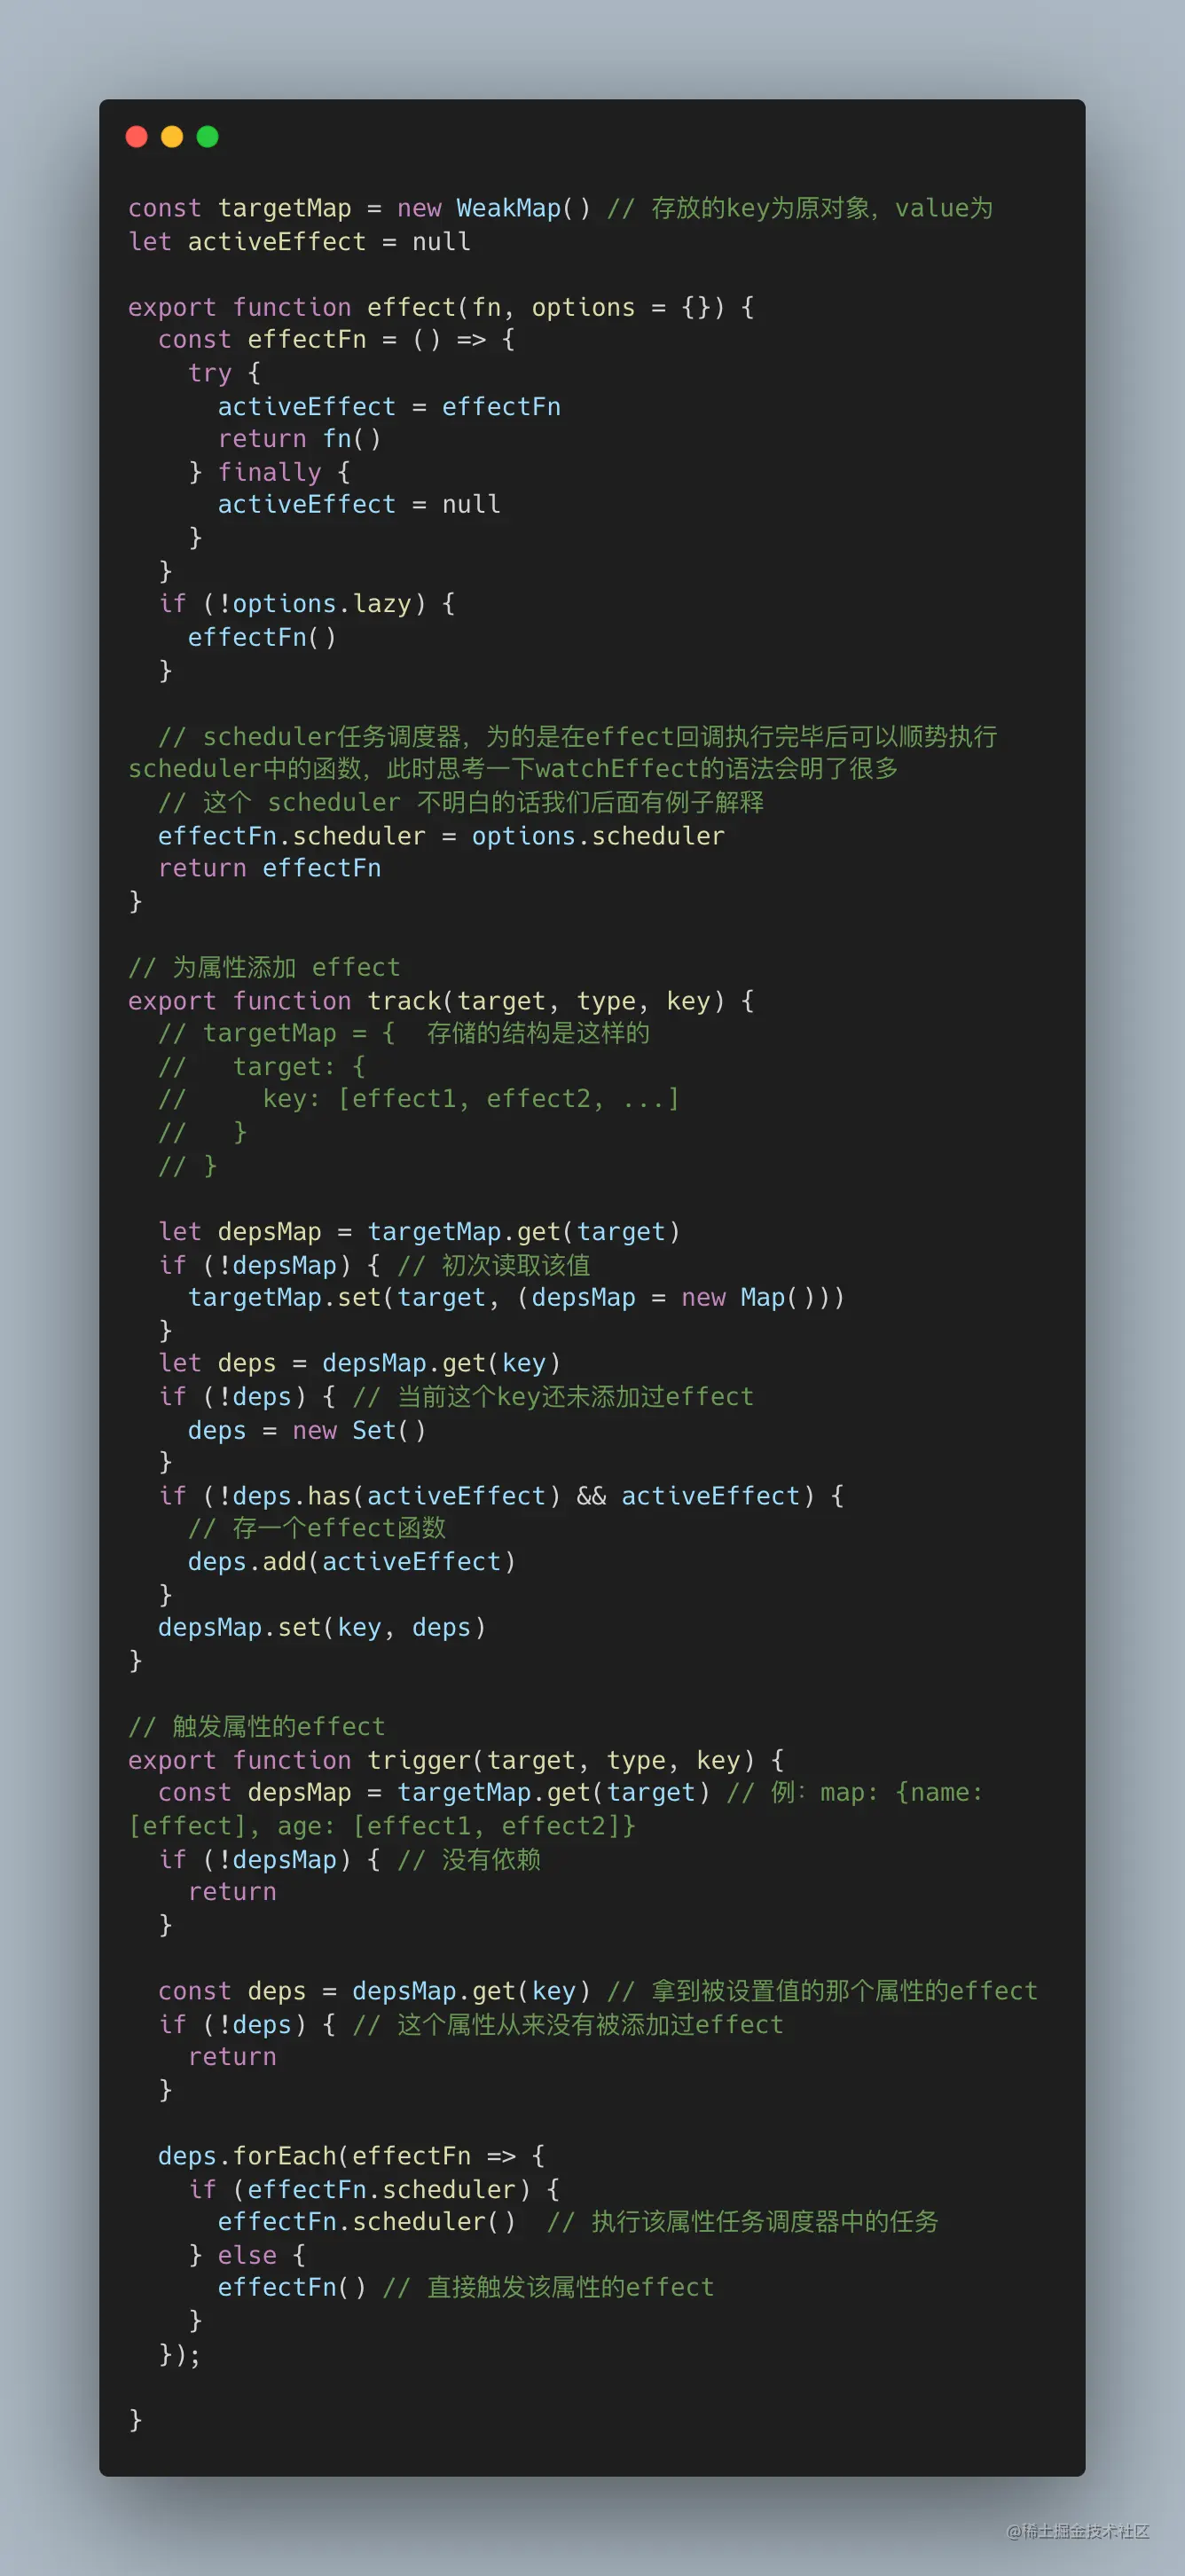 const targetMap = new WeakMap() // 存放的key为原对象，value为
let activeEffect = null

export function effect(fn, options = {}) {
  const effectFn = () => {
    try {
      activeEffect = effectFn
      return fn()
    } finally {
      activeEffect = null
    }
  }
  if (!options.lazy) {
    effectFn()
  }

  // scheduler任务调度器，为的是在effect回调执行完毕后可以顺势执行
scheduler中的函数，此时思考一下watchEffect的语法会明了很多
  // 这个 scheduler 不明白的话我们后面有例子解释
  effectFn.scheduler = options.scheduler
  return effectFn
}

// 为属性添加 effect
export function track(target, type, key) {
  // targetMap = {  存储的结构是这样的
  //   target: {
  //     key: [effect1, effect2, ...]
  //   }
  // }

  let depsMap = targetMap.get(target)
  if (!depsMap) { // 初次读取该值
    targetMap.set(target, (depsMap = new Map()))
  }
  let deps = depsMap.get(key)
  if (!deps) { // 当前这个key还未添加过effect
    deps = new Set()
  }
  if (!deps.has(activeEffect) && activeEffect) {
    // 存一个effect函数
    deps.add(activeEffect)
  }
  depsMap.set(key, deps)
}

// 触发属性的effect
export function trigger(target, type, key) {
  const depsMap = targetMap.get(target) // 例：map: {name:
[effect], age: [effect1, effect2]}
  if (!depsMap) { // 没有依赖
    return
  }

  const deps = depsMap.get(key) // 拿到被设置值的那个属性的effect
  if (!deps) { // 这个属性从来没有被添加过effect
    return
  }

  deps.forEach(effectFn => {
    if (effectFn.scheduler) {
      effectFn.scheduler()  // 执行该属性任务调度器中的任务
    } else {
      effectFn() // 直接触发该属性的effect
    }
  });

}
@稀土掘金技术社区